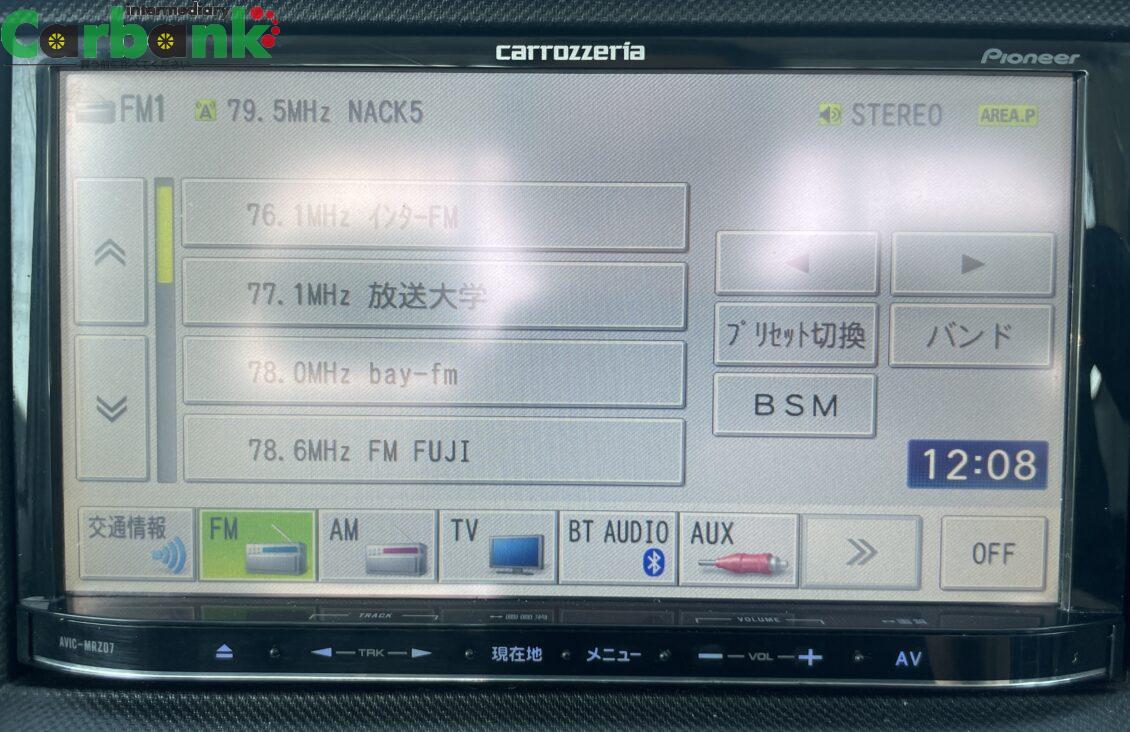 intermediary
Carbank
carrozzeria
Pioneer
FM1 79.5MHz NACK5 STEREO AREA.P
76.1MHz インターFM
77.1MHz 放送大学
78.0MHz bay-fm
78.6MHz FM FUJI
プリセット切換 バンド
BSM
12:08
交通情報 FM AM TV BT AUDIO AUX OFF
TRACK VOLUME
AVIC-MRZ07
TRK 現在地 メニュー VOL AV